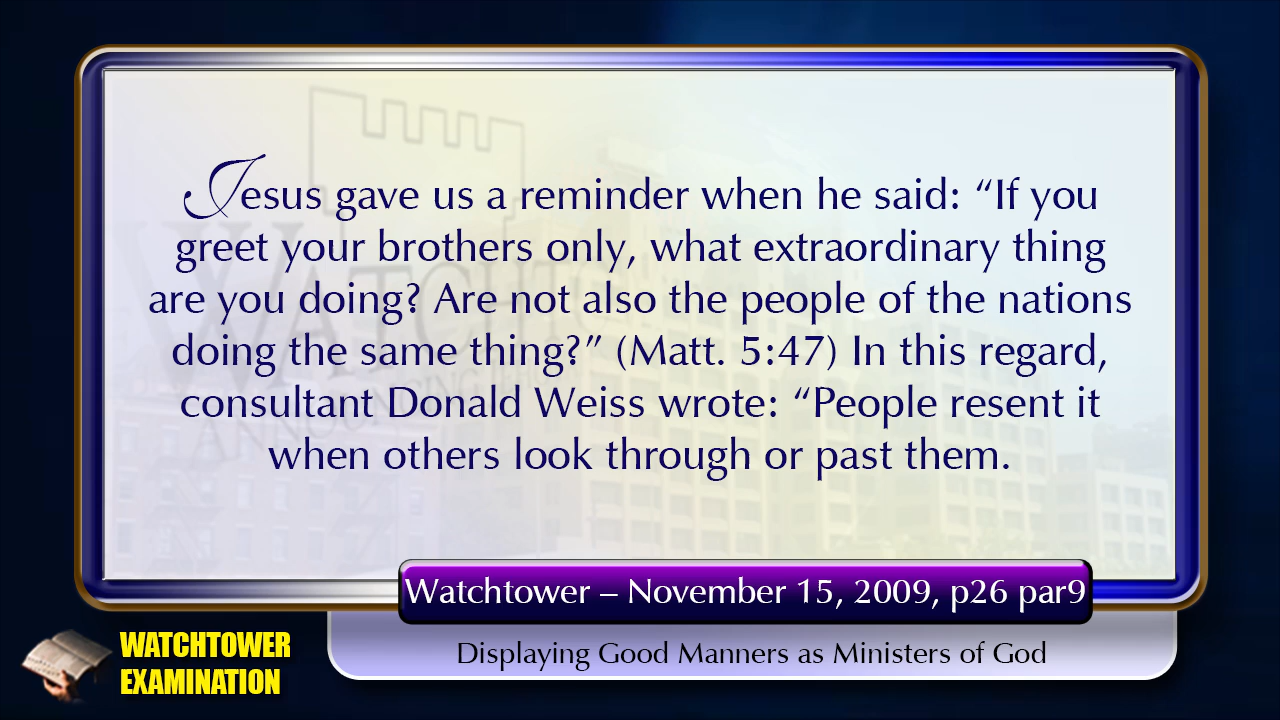 Jesus gave us a reminder when he said: “If you
greet your brothers only, what extraordinary thing
are you doing? Are not also the people of the nations
doing the same thing?” (Matt. 5:47) In this regard,
consultant Donald Weiss wrote: “People resent it
when others look through or past them.
WATCHTOWER
ANNOUNCING
Watchtower – November 15, 2009, p26 par9
Displaying Good Manners as Ministers of God
WATCHTOWER
EXAMINATION